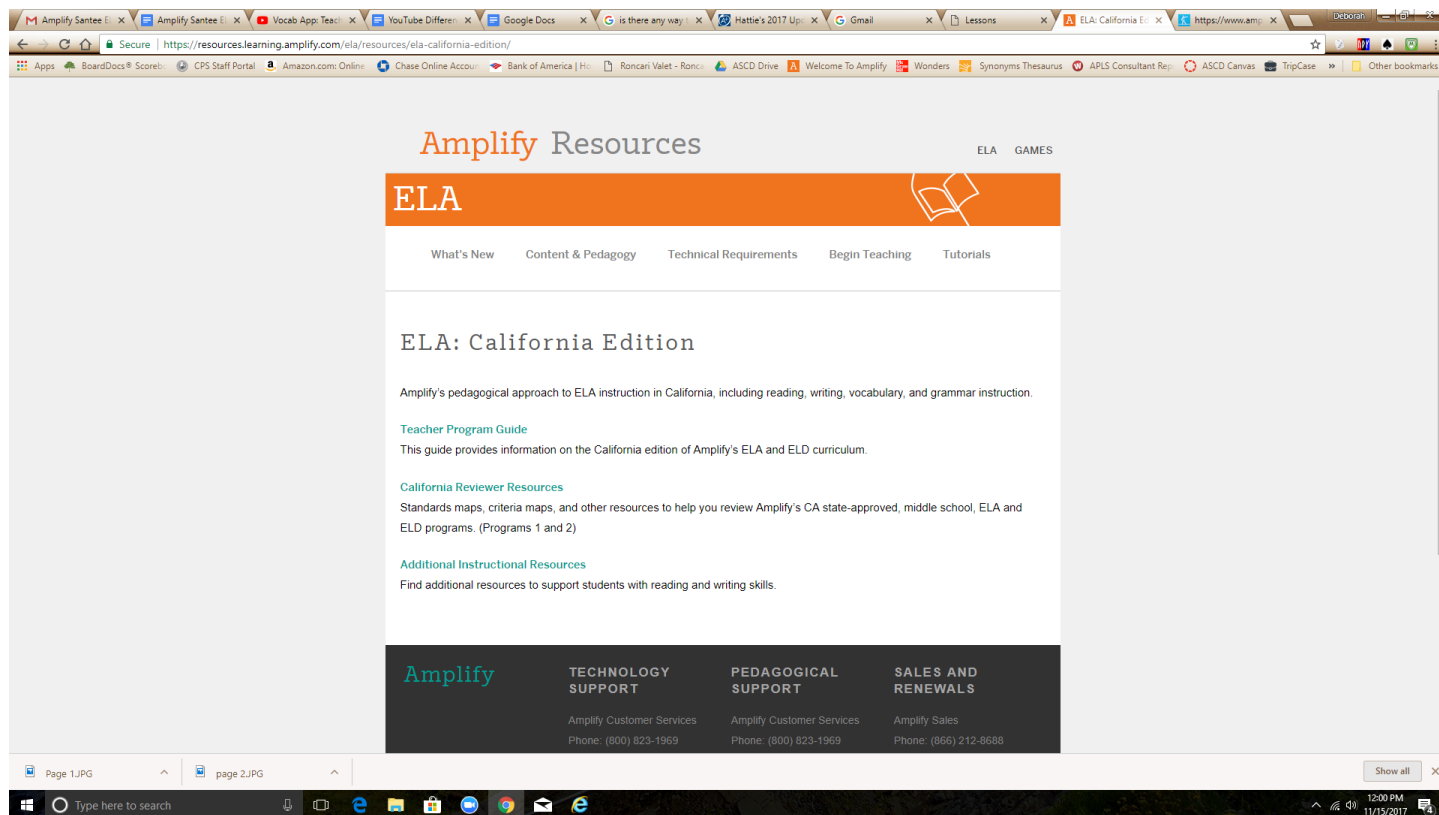 Amplify Santee E
Amplify Santee El
Vocab App: Teach
YouTube Differen
Google Docs
is there any way t
Hattie's 2017 Upd
Gmail
Lessons
ELA: California Ed
https://www.amp
Deborah
Secure | https://resources.learning.amplify.com/ela/resources/ela-california-edition/
Apps BoardDocs® Scorebo CPS Staff Portal Amazon.com: Online Chase Online Accoun Bank of America | Ho Roncari Valet - Ronca ASCD Drive Welcome To Amplify Wonders Synonyms Thesaurus APLS Consultant Rep ASCD Canvas TripCase » Other bookmarks
Amplify Resources
ELA GAMES
ELA
What's New Content & Pedagogy Technical Requirements Begin Teaching Tutorials
ELA: California Edition
Amplify's pedagogical approach to ELA instruction in California, including reading, writing, vocabulary, and grammar instruction.
Teacher Program Guide
This guide provides information on the California edition of Amplify's ELA and ELD curriculum.
California Reviewer Resources
Standards maps, criteria maps, and other resources to help you review Amplify's CA state-approved, middle school, ELA and
ELD programs. (Programs 1 and 2)
Additional Instructional Resources
Find additional resources to support students with reading and writing skills.
Amplify
TECHNOLOGY
SUPPORT
Amplify Customer Services
Phone: (800) 823-1969
PEDAGOGICAL
SUPPORT
Amplify Customer Services
Phone: (800) 823-1969
SALES AND
RENEWALS
Amplify Sales
Phone: (866) 212-8688
Page 1.JPG
page 2.JPG
Show all
Type here to search
12:00 PM
11/15/2017